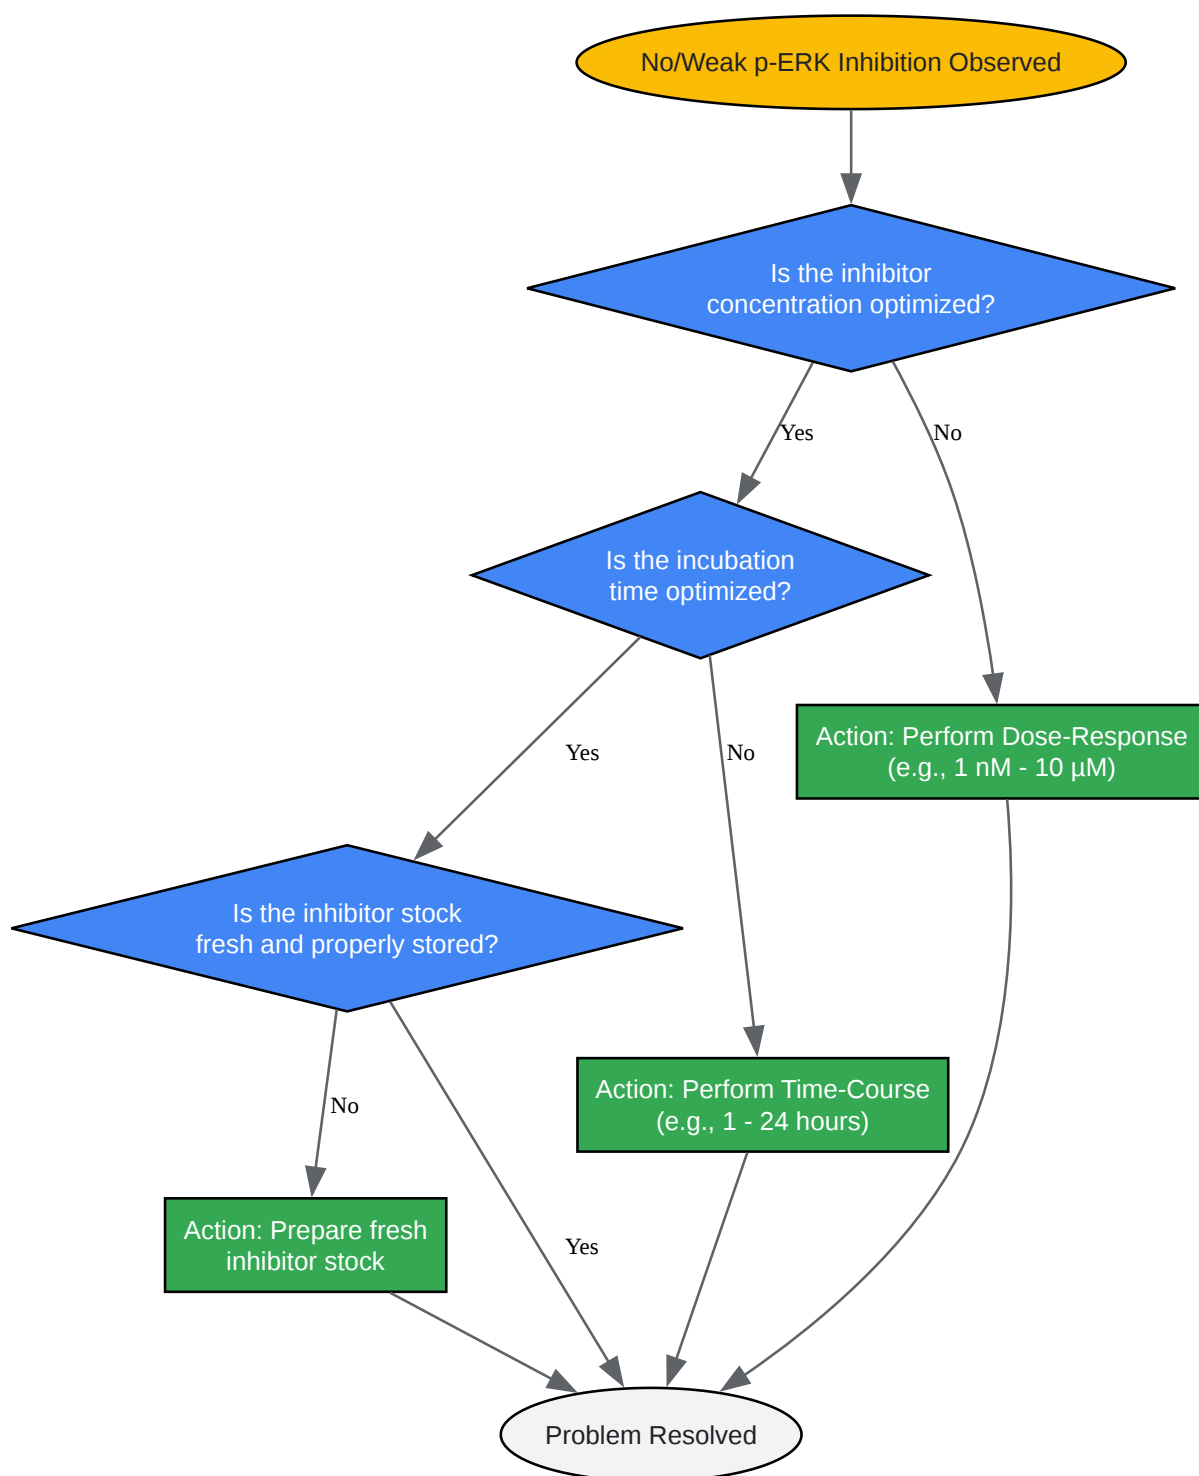 No/Weak p-ERK Inhibition Observed
Is the inhibitor
concentration optimized?
Yes
No
Is the incubation
time optimized?
Action: Perform Dose-Response
(e.g., 1 nM - 10 µM)
Yes
No
Is the inhibitor stock
fresh and properly stored?
Action: Perform Time-Course
(e.g., 1 - 24 hours)
No
Yes
Action: Prepare fresh
inhibitor stock
Problem Resolved